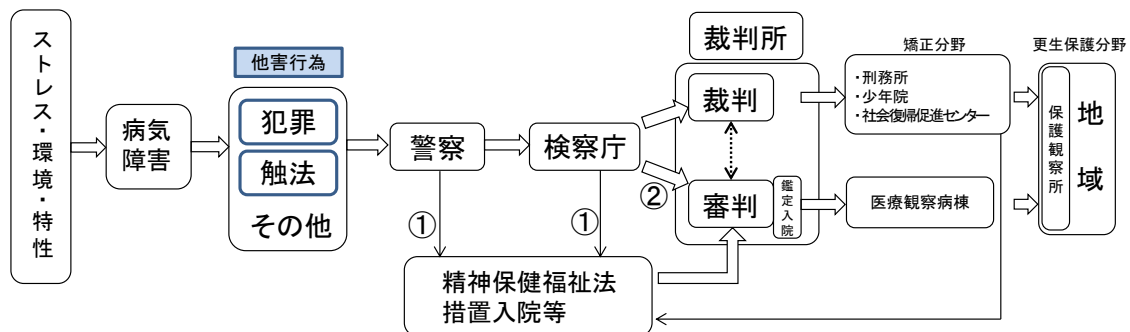 ストレス・環境・特性
病気
障害
他害行為
犯罪
触法
その他
警察
検察庁
①
①
②
精神保健福祉法
措置入院等
裁判所
裁判
審判
鑑定入院
矯正分野
・刑務所
・少年院
・社会復帰促進センター
医療観察病棟
更生保護分野
保護観察所
地域